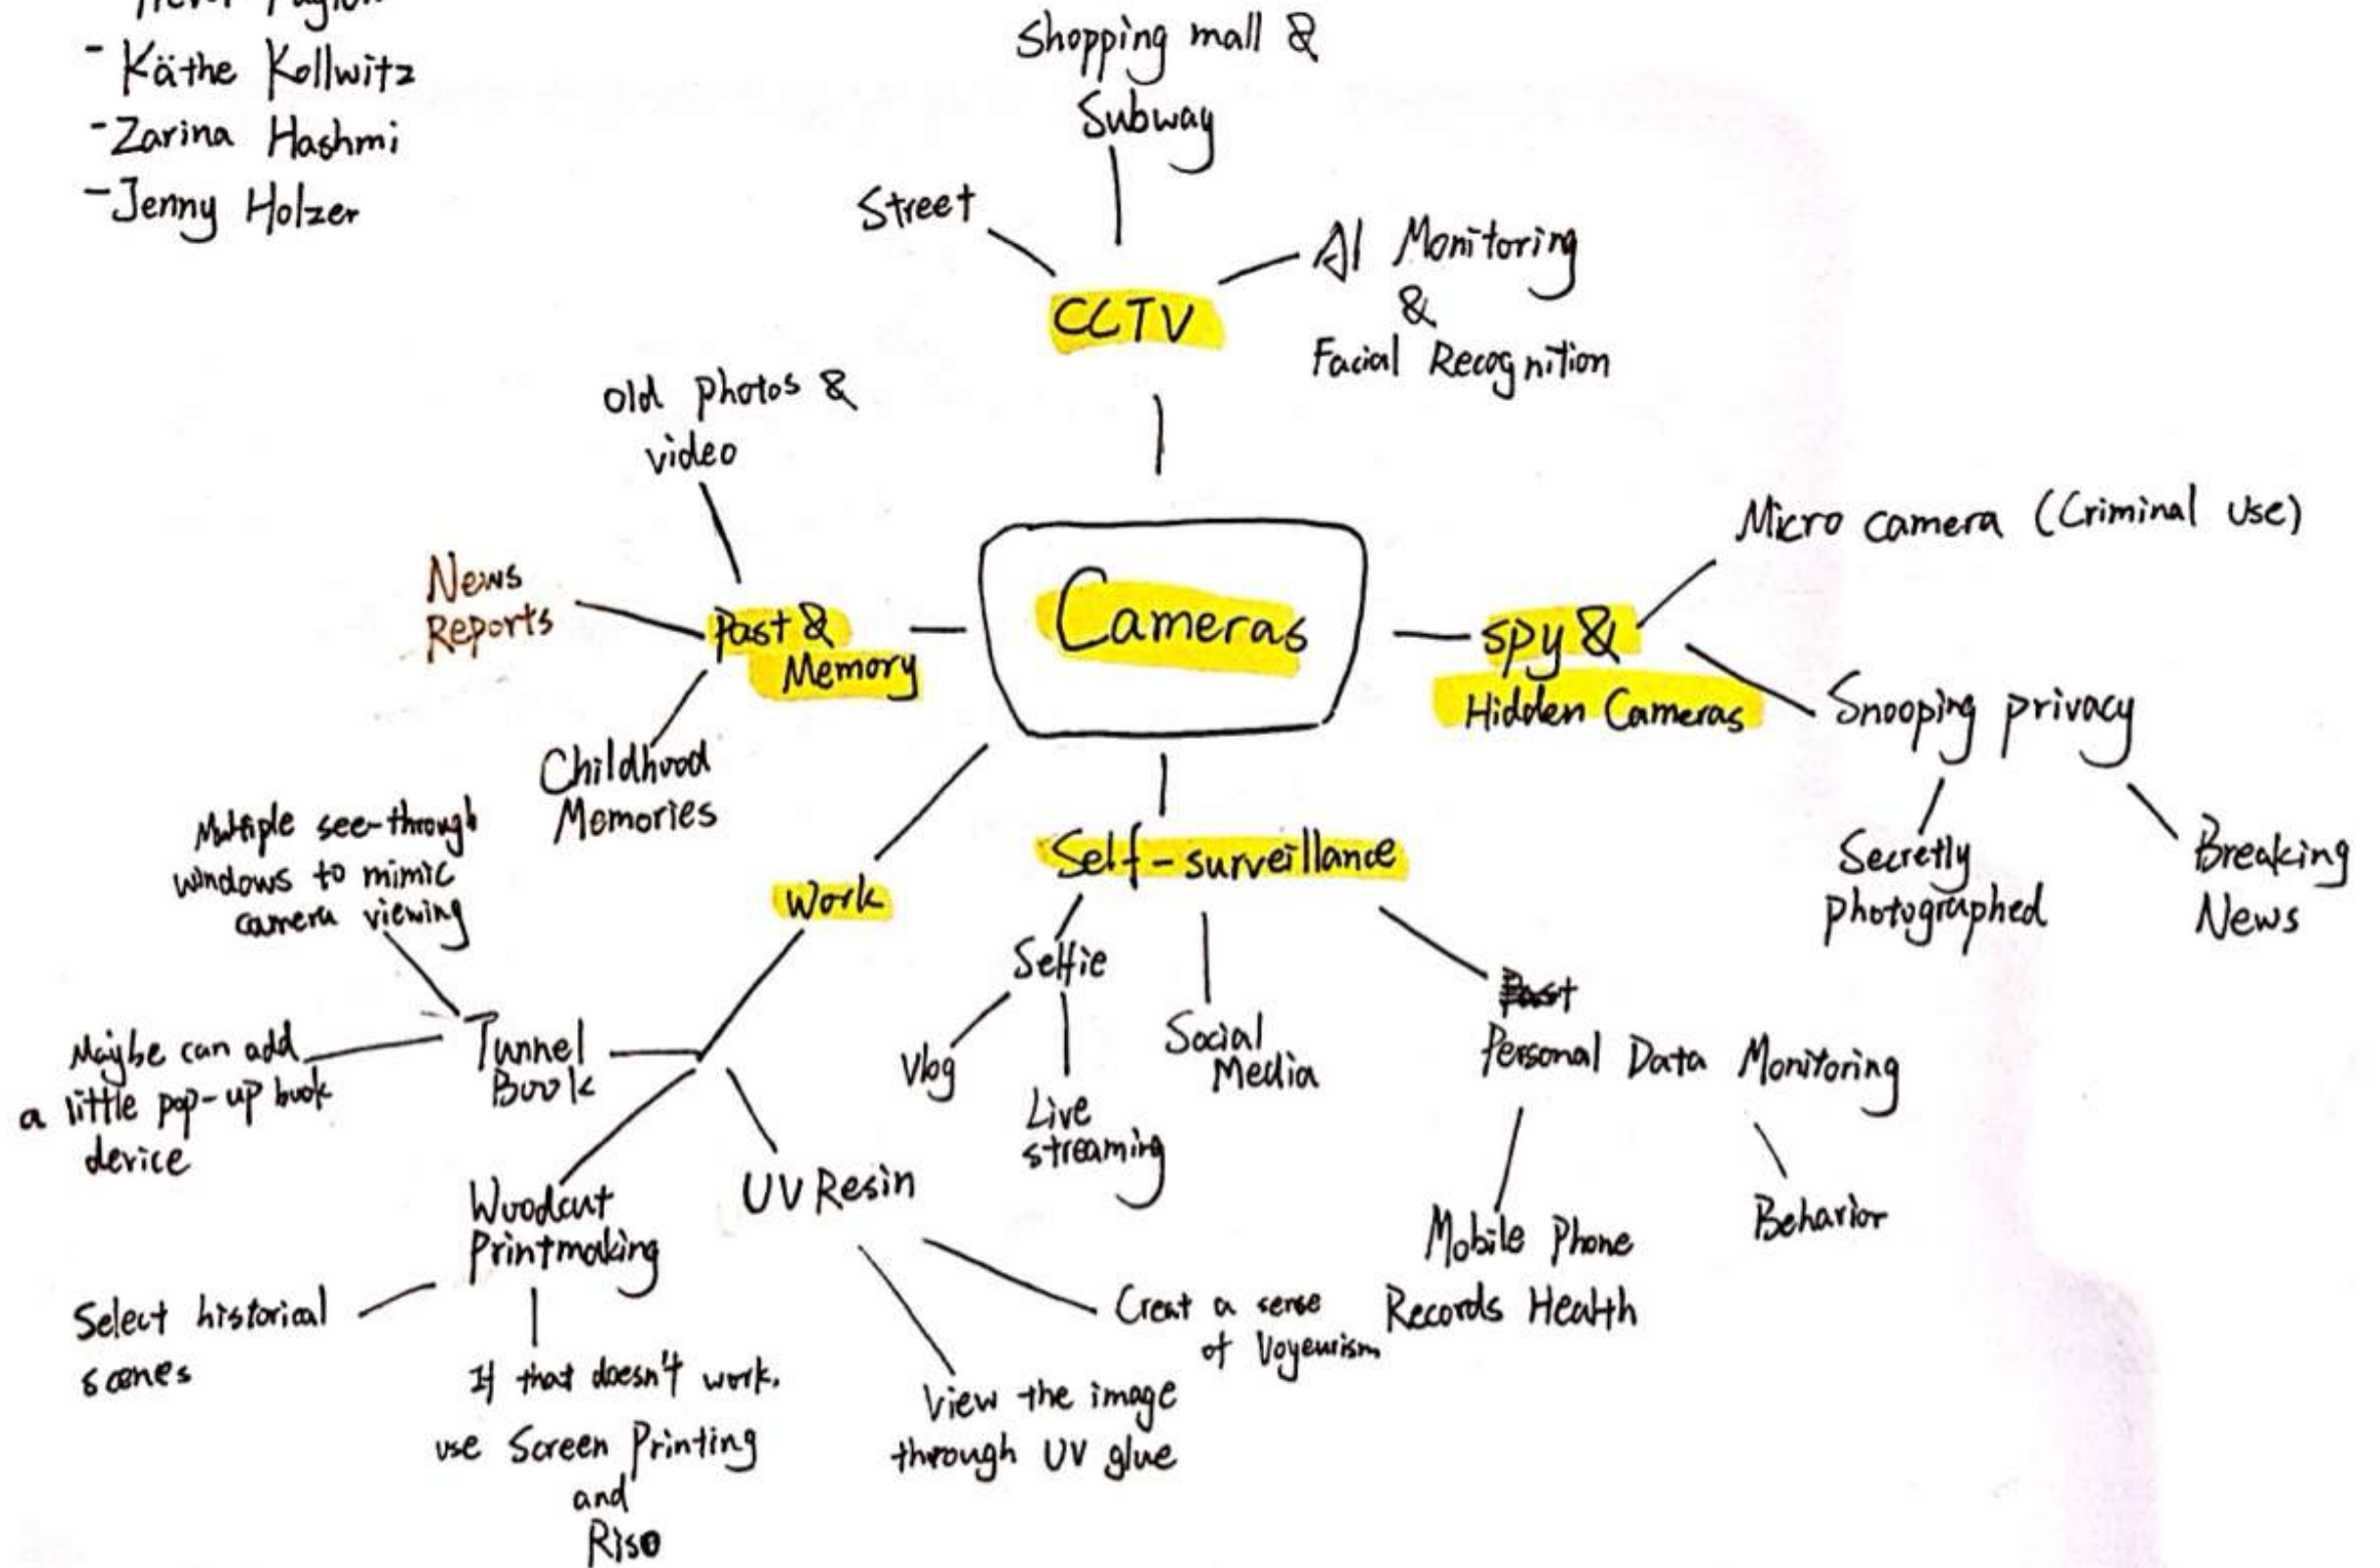 - Käthe Kollwitz
- Zarina Hashmi
- Jenny Holzer
Shopping mall &
Subway
Street
AI Monitoring
&
Facial Recognition
CCTV
Old photos &
video
News
Reports
Past &
Memory
Childhood
Memories
Cameras
Spy &
Hidden Cameras
Micro camera (Criminal Use)
Snooping privacy
Secretly
photographed
Breaking
News
Self-surveillance
Selfie
Vlog
Live
streaming
Social
Media
Personal Data Monitoring
Mobile Phone
Records Health
Behavior
Work
Multiple see-through
windows to mimic
camera viewing
Tunnel
Book
Maybe can add
a little pop-up book
device
Woodcut
Printmaking
Select historical
scenes
If that doesn't work,
use Screen Printing
and
Riso
UV Resin
Creat a sense
of Voyeurism
View the image
through UV glue